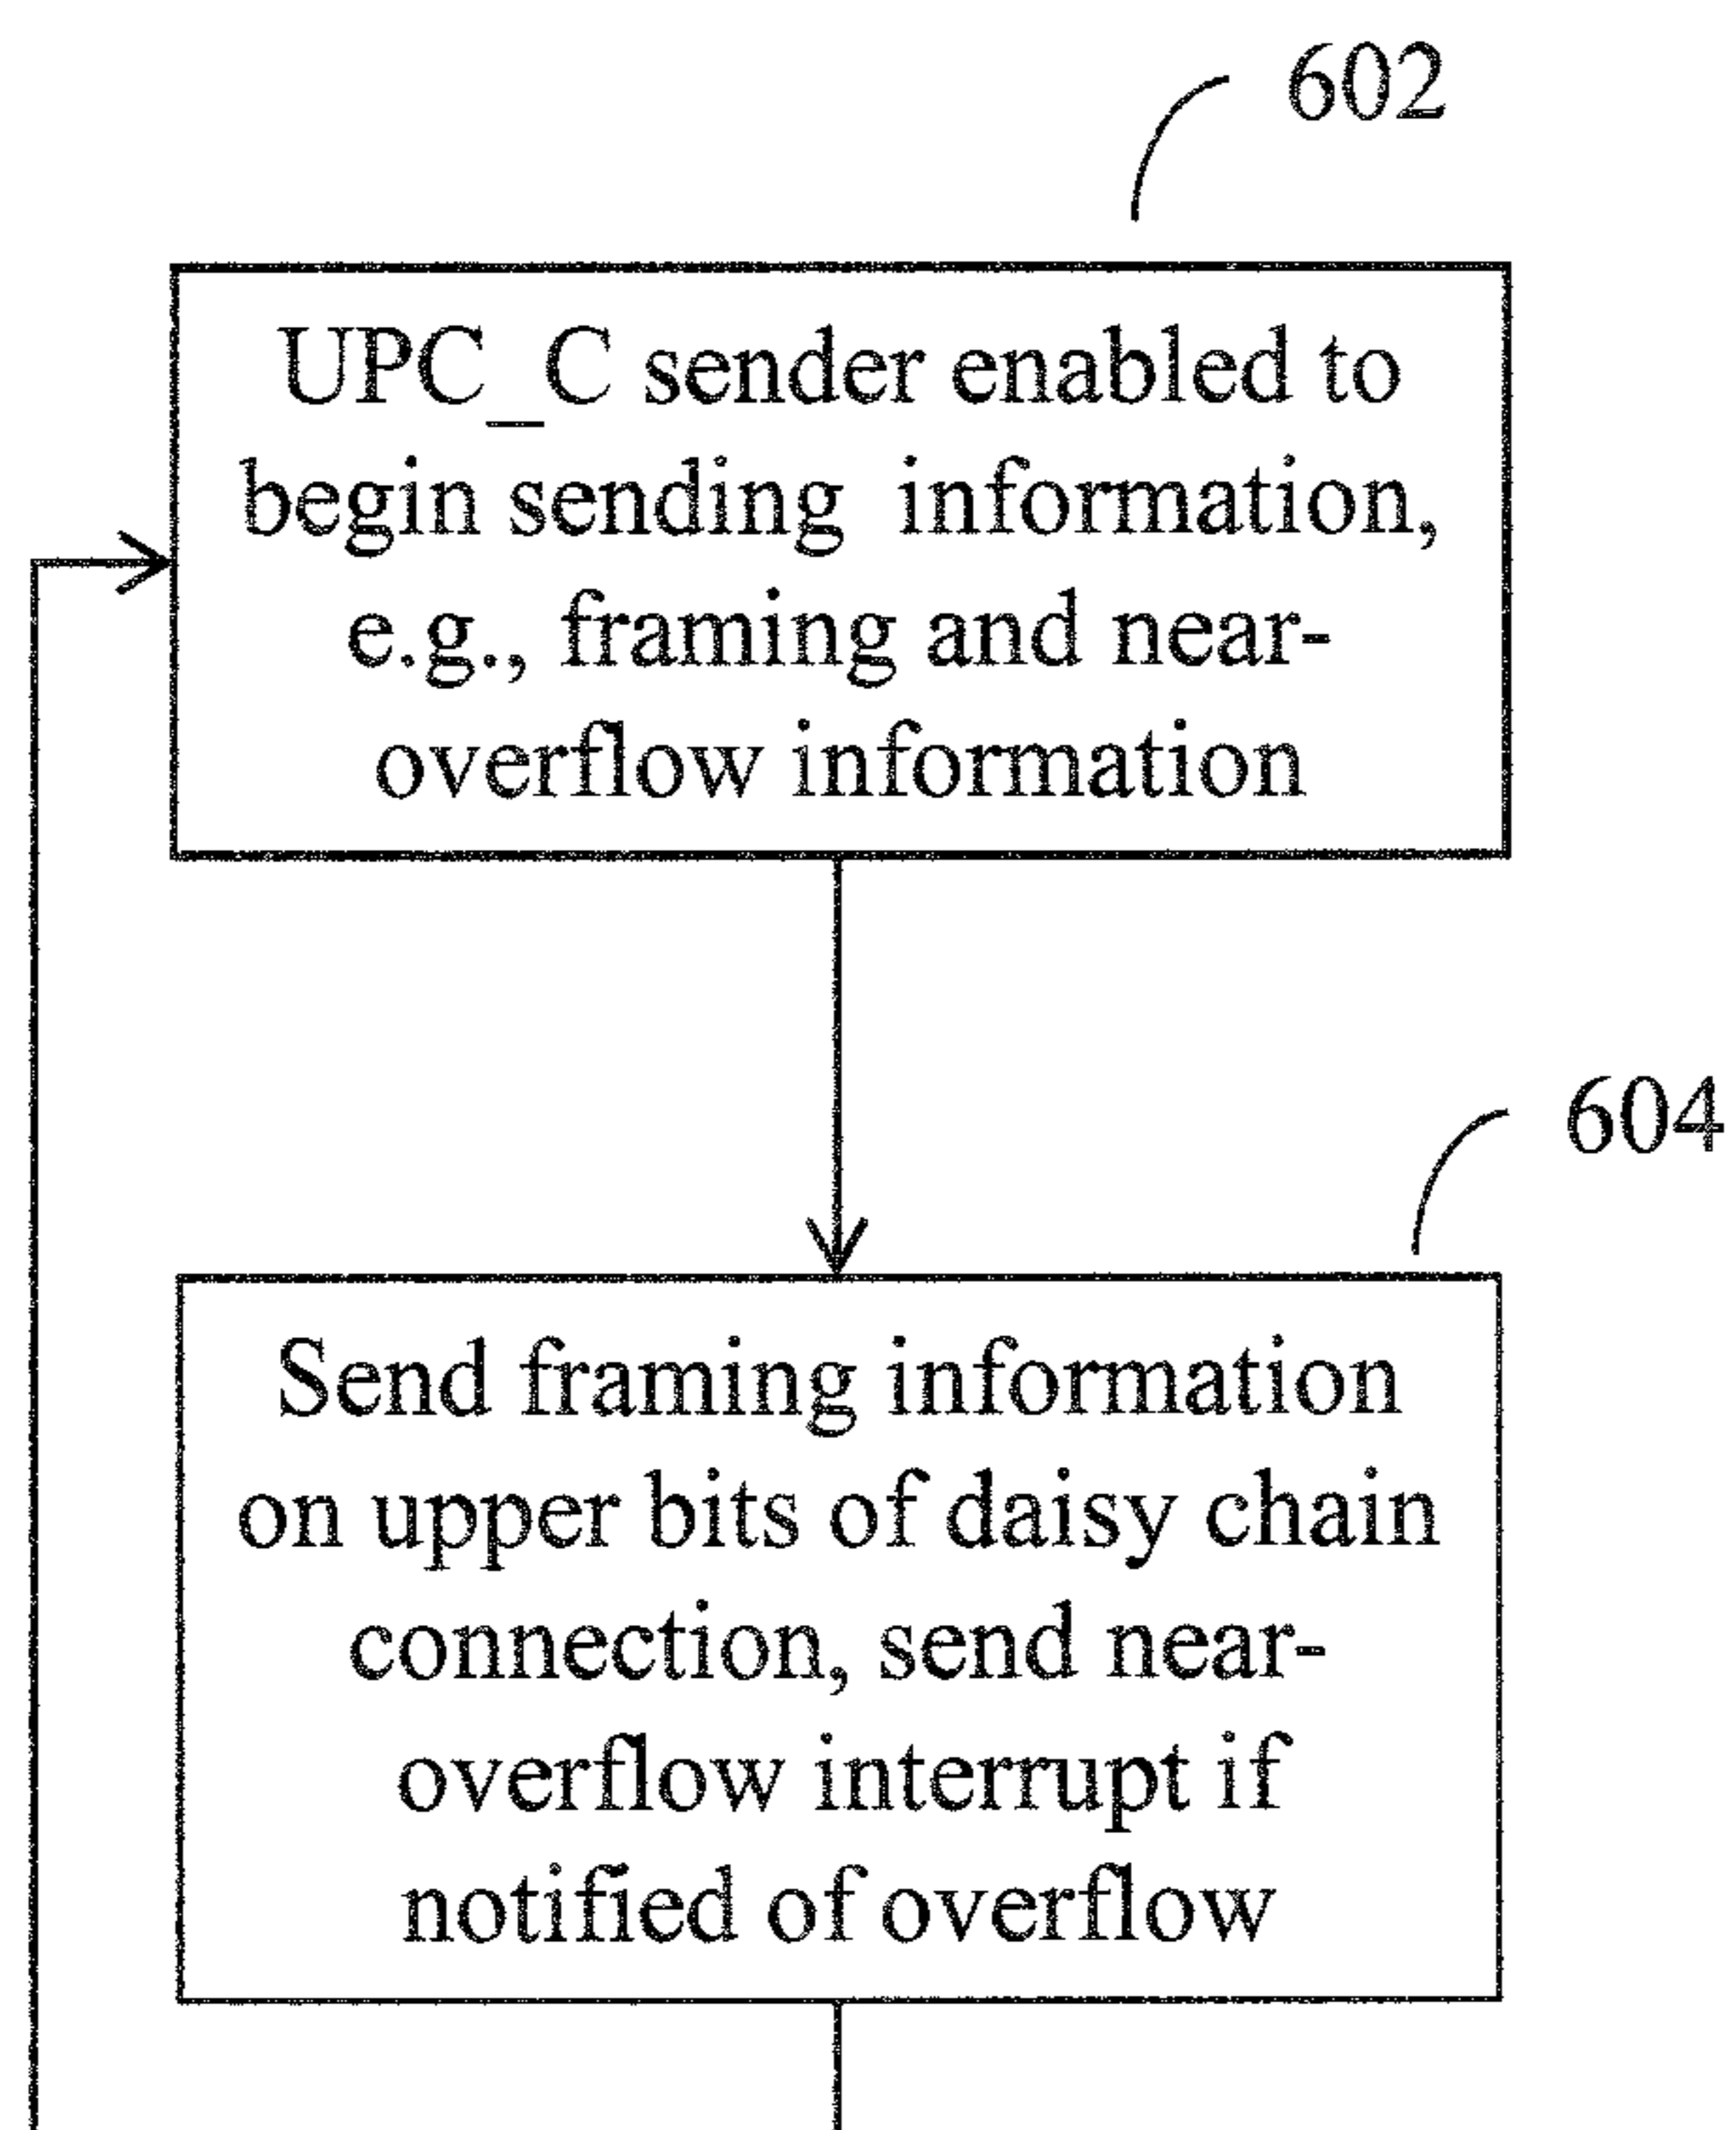 602
UPC_C sender enabled to
begin sending information,
e.g., framing and near-
overflow information
604
Send framing information
on upper bits of daisy chain
connection, send near-
overflow interrupt if
notified of overflow